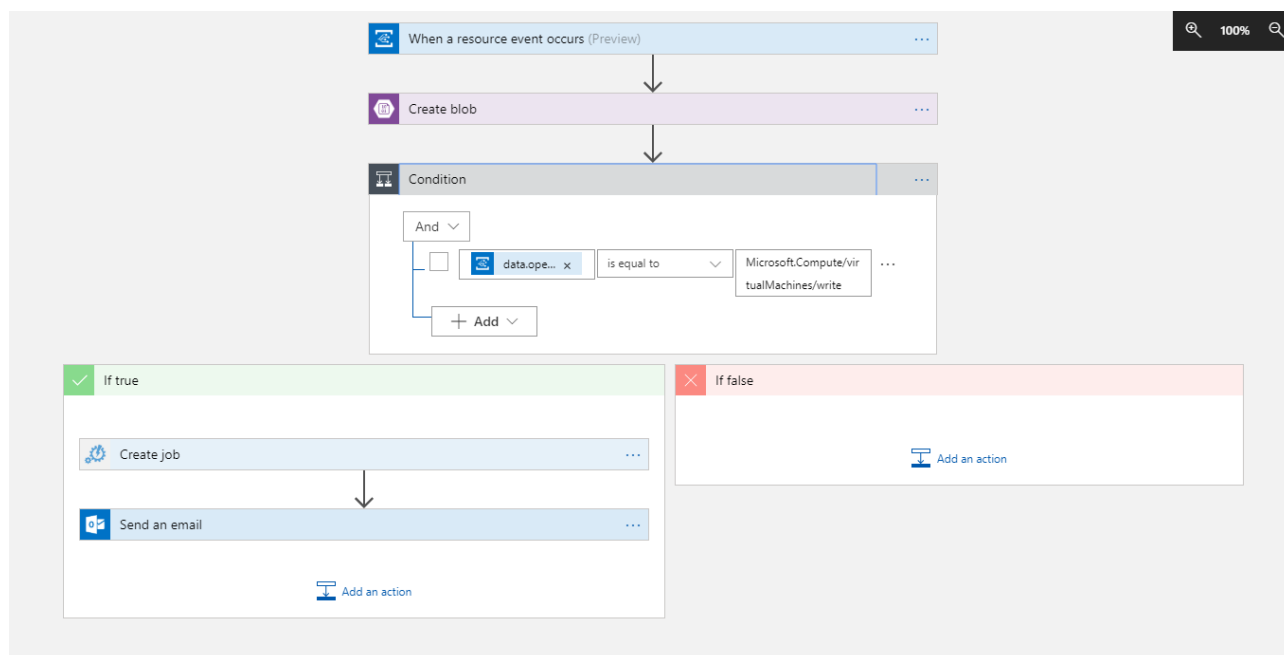 When a resource event occurs (Preview)
100%
Create blob
Condition
And
data.ope... x
is equal to
Microsoft.Compute/vir
tualMachines/write
+ Add
If true
If false
Create job
Add an action
Send an email
Add an action